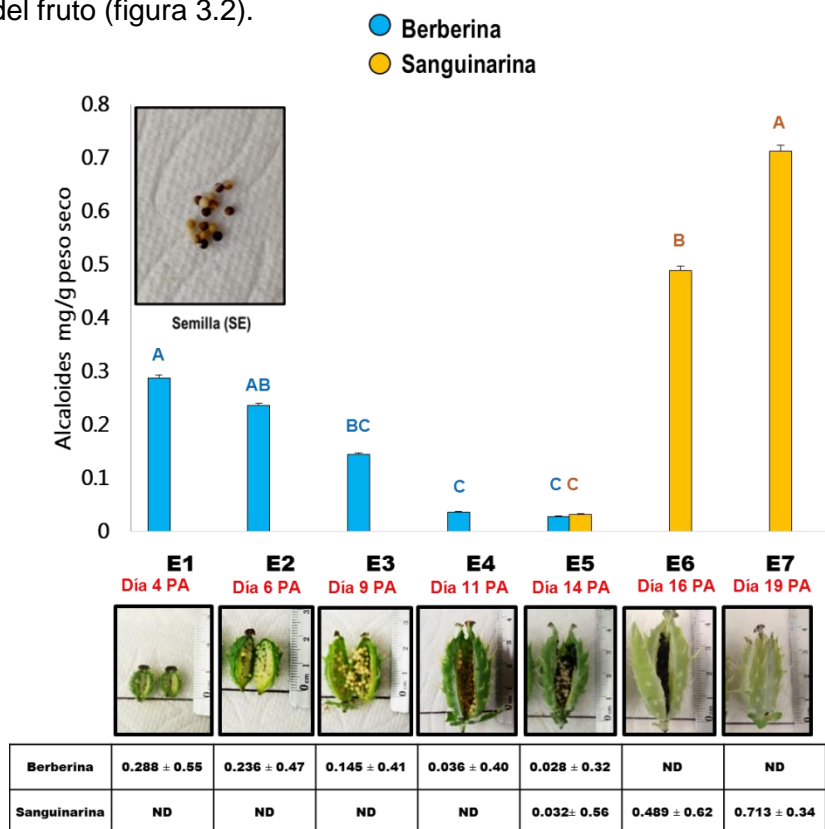 del fruto (figura 3.2).
Berberina
Sanguinarina
Alcaloides mg/g peso seco
0.8
0.7
0.6
0.5
0.4
0.3
0.2
0.1
0
Semilla (SE)
A
AB
BC
C
C C
B
A
E1 E2 E3 E4 E5 E6 E7
Día 4 PA Día 6 PA Día 9 PA Día 11 PA Día 14 PA Día 16 PA Día 19 PA
Berberina 0.288 ± 0.55 0.236 ± 0.47 0.145 ± 0.41 0.036 ± 0.40 0.028 ± 0.32 ND ND
Sanguinarina ND ND ND ND 0.032± 0.56 0.489 ± 0.62 0.713 ± 0.34